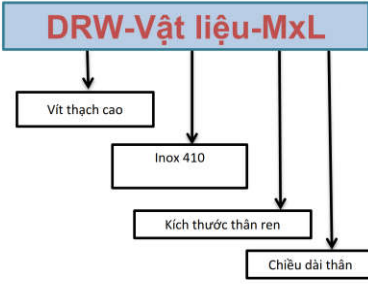 DRW-Vật liệu-MxL
Vít thạch cao
Inox 410
Kích thước thân ren
Chiều dài thân